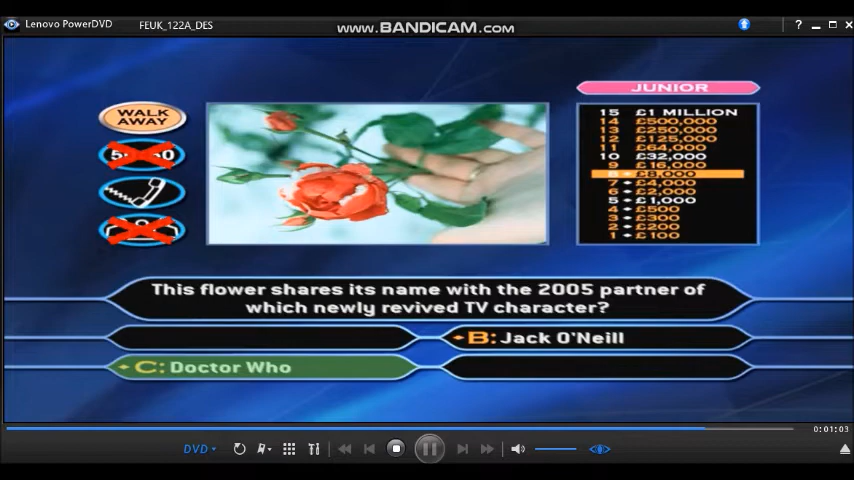 Lenovo PowerDVD
FEUK_122A_DES
www.BANDICAM.com
?
WALK
AWAY
JUNIOR
15 £1 MILLION
14 £500,000
13 £250,000
12 £125,000
11 £64,000
10 £32,000
9 £16,000
8 £8,000
7 £4,000
6 £2,000
5 £1,000
4 £500
3 £300
2 £200
1 £100
This flower shares its name with the 2005 partner of
which newly revived TV character?
B: Jack O'Neill
C: Doctor Who
0:01:03
DVD